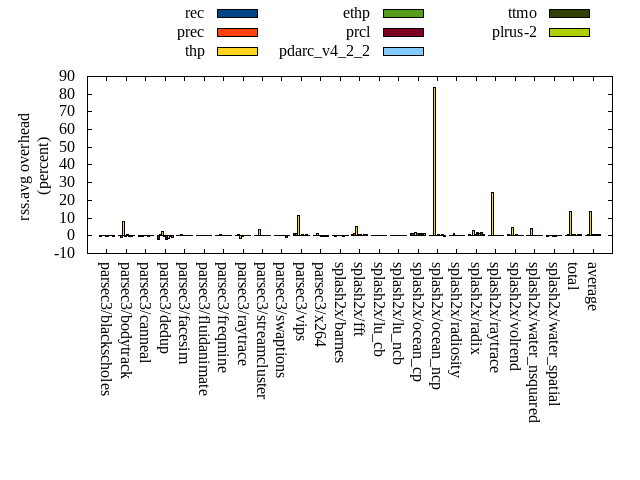 rec ethp ttmo
prec prcl plrus-2
thp pdarc_v4_2_2
rss.avg overhead
(percent)
90
80
70
60
50
40
30
20
10
0
-10
parsec3/blackscholes
parsec3/bodytrack
parsec3/canneal
parsec3/dedup
parsec3/facesim
parsec3/fluidanimate
parsec3/freqmine
parsec3/raytrace
parsec3/streamcluster
parsec3/swaptions
parsec3/vips
parsec3/x264
splash2x/barnes
splash2x/fft
splash2x/lu_cb
splash2x/lu_ncb
splash2x/ocean_cp
splash2x/ocean_ncp
splash2x/radiosity
splash2x/radix
splash2x/raytrace
splash2x/volrend
splash2x/water_nsquared
splash2x/water_spatial
total
average